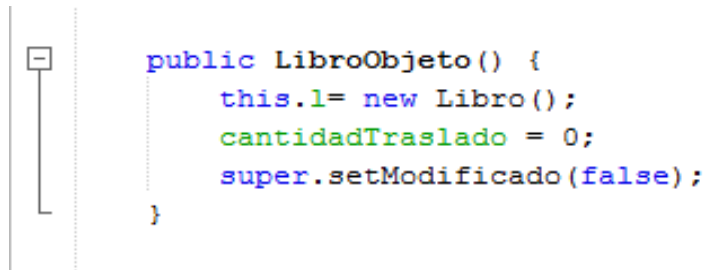 public LibroObjeto() {
this.l= new Libro();
cantidadTraslado = 0;
super.setModificado(false);
}